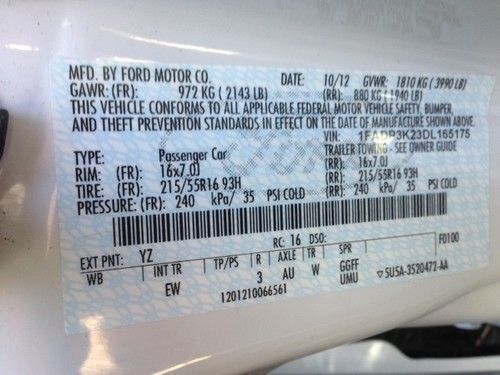 MFD. BY FORD MOTOR CO. DATE: 10/12 GVWR: 1810 KG ( 3990 LB)
GAWR: (FR): 972 KG ( 2143 LB) (RR): 880 KG ( 1940 LB)
THIS VEHICLE CONFORMS TO ALL APPLICABLE FEDERAL MOTOR VEHICLE SAFETY, BUMPER,
AND THEFT PREVENTION STANDARDS IN EFFECT ON THE DATE OF MANUFACTURE SHOWN ABOVE.
VIN: 1FADP3K23DL165175
TYPE: Passenger Car TRAILER TOWING - SEE OWNER GUIDE
RIM: (FR): 16x7.0J (RR): 16x7.0J
TIRE: (FR): 215/55R16 93H (RR): 215/55R16 93H
PRESSURE: (FR): 240 kPa/ 35 PSI COLD (RR): 240 kPa/ 35 PSI COLD
EXT PNT: YZ RC: 16 DSO: F0100
WB INT TR TP/PS R AXLE TR SPR
EW 3 AU W GGFF
UMU ▽5U5A-3520472-AA
1201210066561